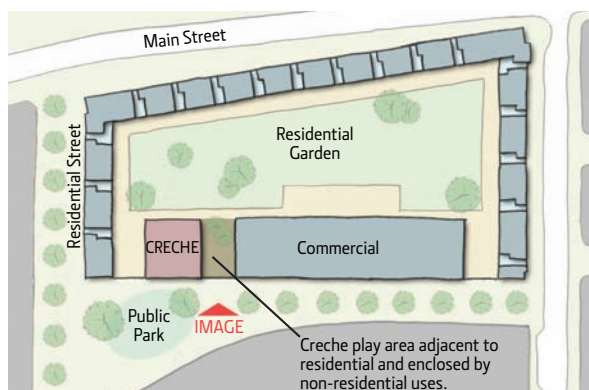 Main Street
Residential Street
Residential
Garden
CRECHE
Commercial
Public
Park
IMAGE
Creche play area adjacent to
residential and enclosed by
non-residential uses.